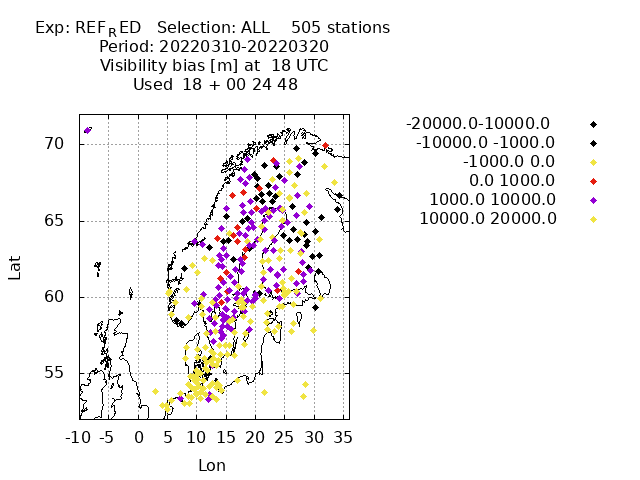 Exp: REFRED   Selection: ALL    505 stations
Period: 20220310-20220320
Visibility bias [m] at  18 UTC
Used  18 + 00 24 48
-20000.0-10000.0
-10000.0 -1000.0
-1000.0 0.0
0.0 1000.0
1000.0 10000.0
10000.0 20000.0
70
65
60
55
Lat
-10 -5 0 5 10 15 20 25 30 35
Lon